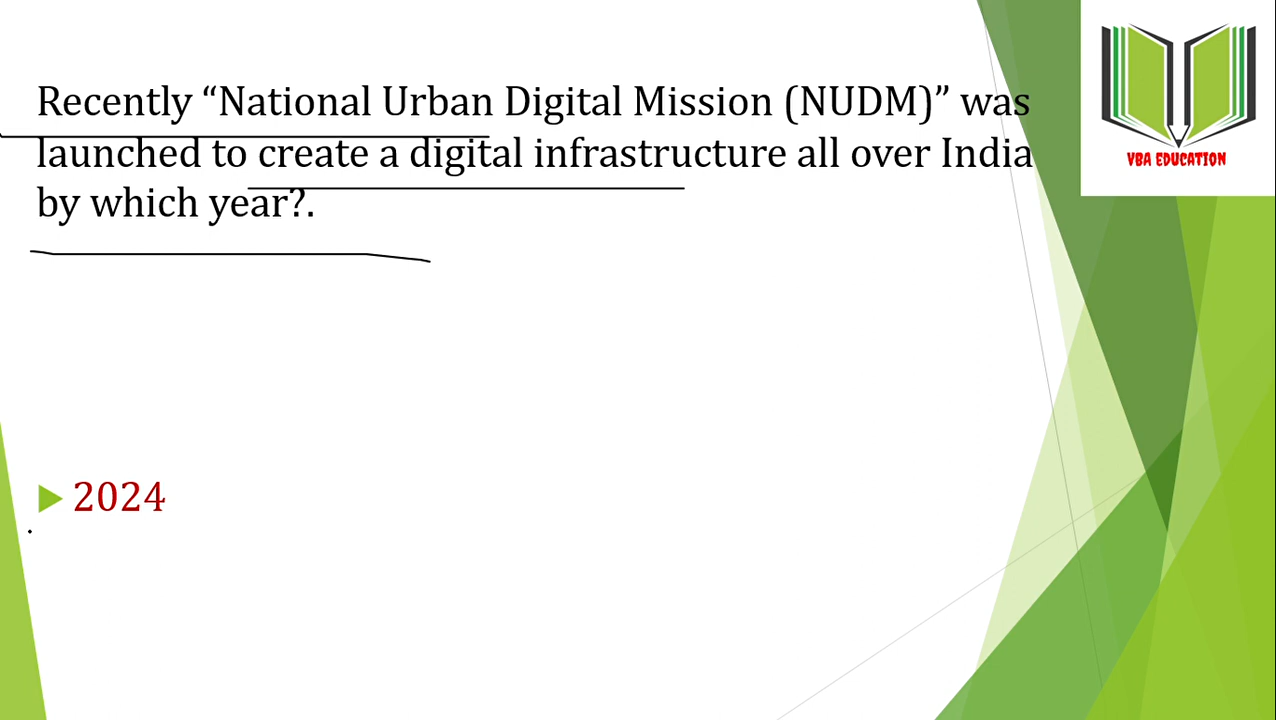 Recently “National Urban Digital Mission (NUDM)” was
launched to create a digital infrastructure all over India
by which year?.
2024
VBA EDUCATION